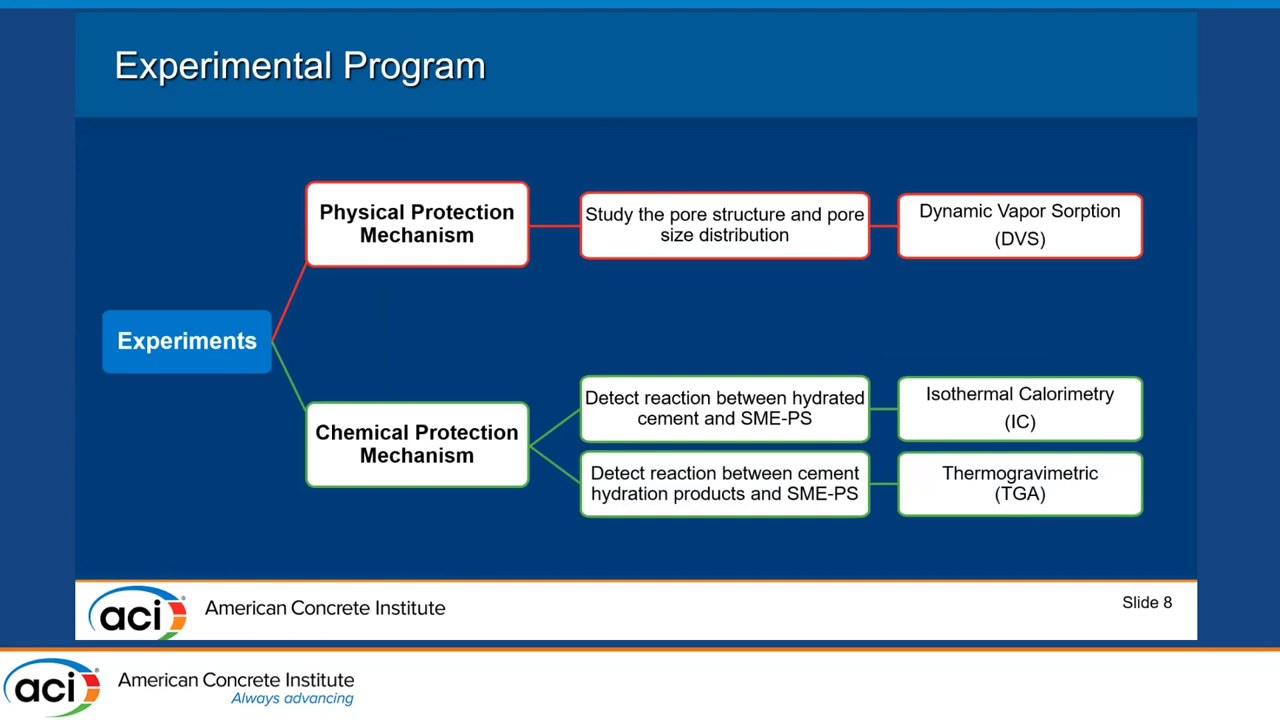 Experimental Program
Physical Protection
Mechanism
Study the pore structure and pore
size distribution
Dynamic Vapor Sorption
(DVS)
Experiments
Chemical Protection
Mechanism
Detect reaction between hydrated
cement and SME-PS
Isothermal Calorimetry
(IC)
Detect reaction between cement
hydration products and SME-PS
Thermogravimetric
(TGA)
aci
American Concrete Institute
Slide 8
aci
American Concrete Institute
Always advancing